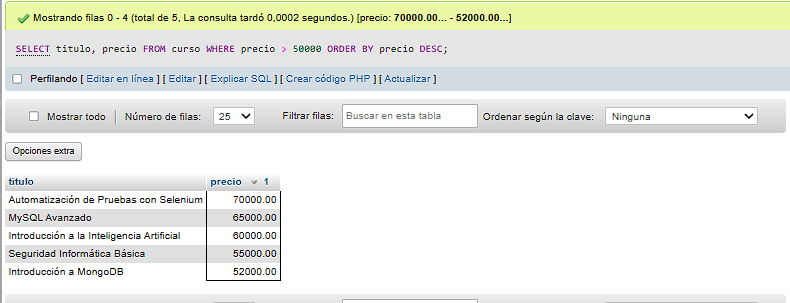 Mostrando filas 0 - 4 (total de 5, La consulta tardó 0,0002 segundos.) [precio: 70000.00... - 52000.00...]
SELECT titulo, precio FROM curso WHERE precio > 50000 ORDER BY precio DESC;
Perfilando [ Editar en línea ] [ Editar ] [ Explicar SQL ] [ Crear código PHP ] [ Actualizar ]
Mostrar todo Número de filas: 25 Filtrar filas: Buscar en esta tabla Ordenar según la clave: Ninguna
Opciones extra
titulo precio 1
Automatización de Pruebas con Selenium 70000.00
MySQL Avanzado 65000.00
Introducción a la Inteligencia Artificial 60000.00
Seguridad Informática Básica 55000.00
Introducción a MongoDB 52000.00